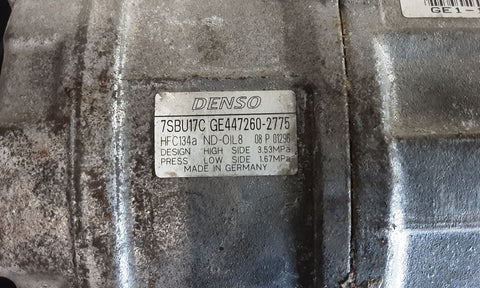 DENSO
7SBU17C GE447260-2775
HFC134a ND-OIL8 08 P 01296
DESIGN HIGH SIDE 3.53MPa
PRESS LOW SIDE 1.67MPa
MADE IN GERMANY